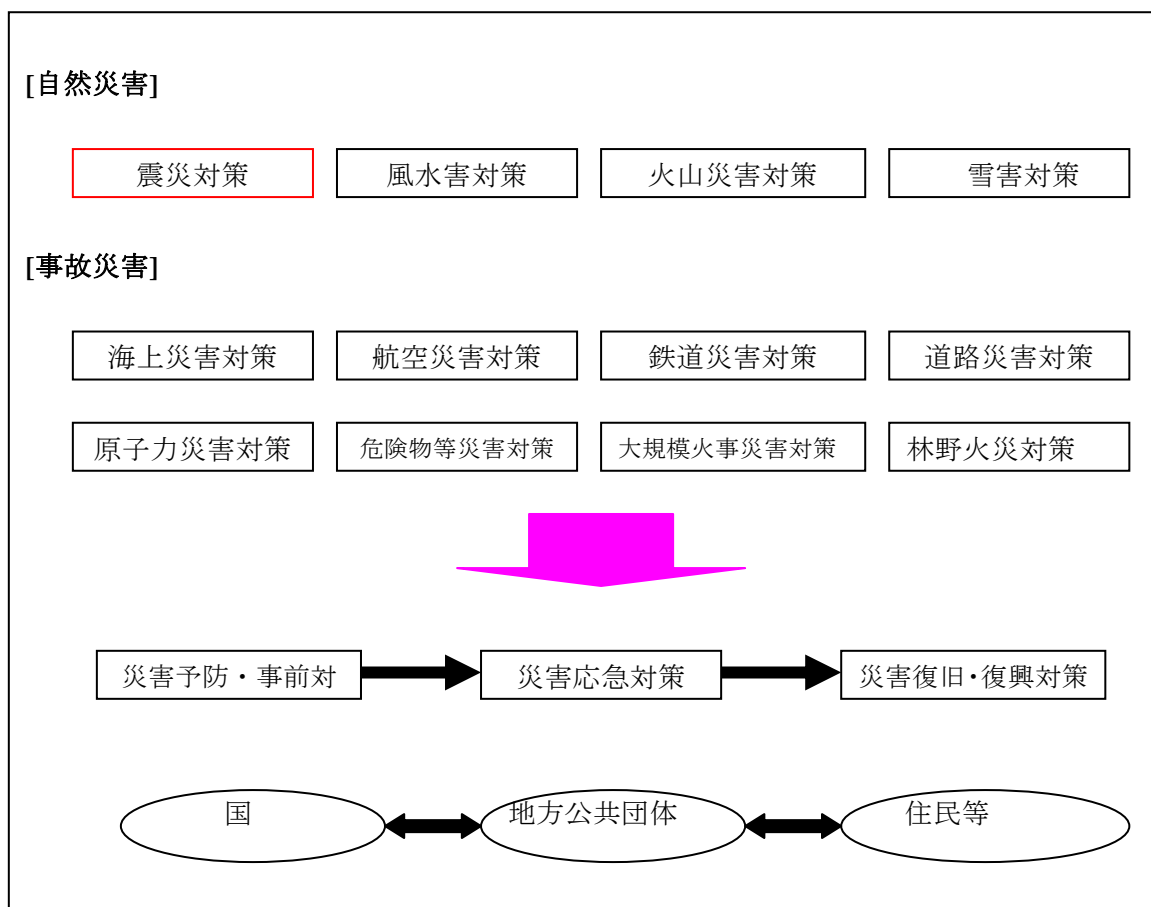 [自然災害]
震災対策 風水害対策 火山災害対策 雪害対策
[事故災害]
海上災害対策 航空災害対策 鉄道災害対策 道路災害対策
原子力災害対策 危険物等災害対策 大規模火事災害対策 林野火災対策
災害予防・事前対 災害応急対策 災害復旧・復興対策
国 地方公共団体 住民等